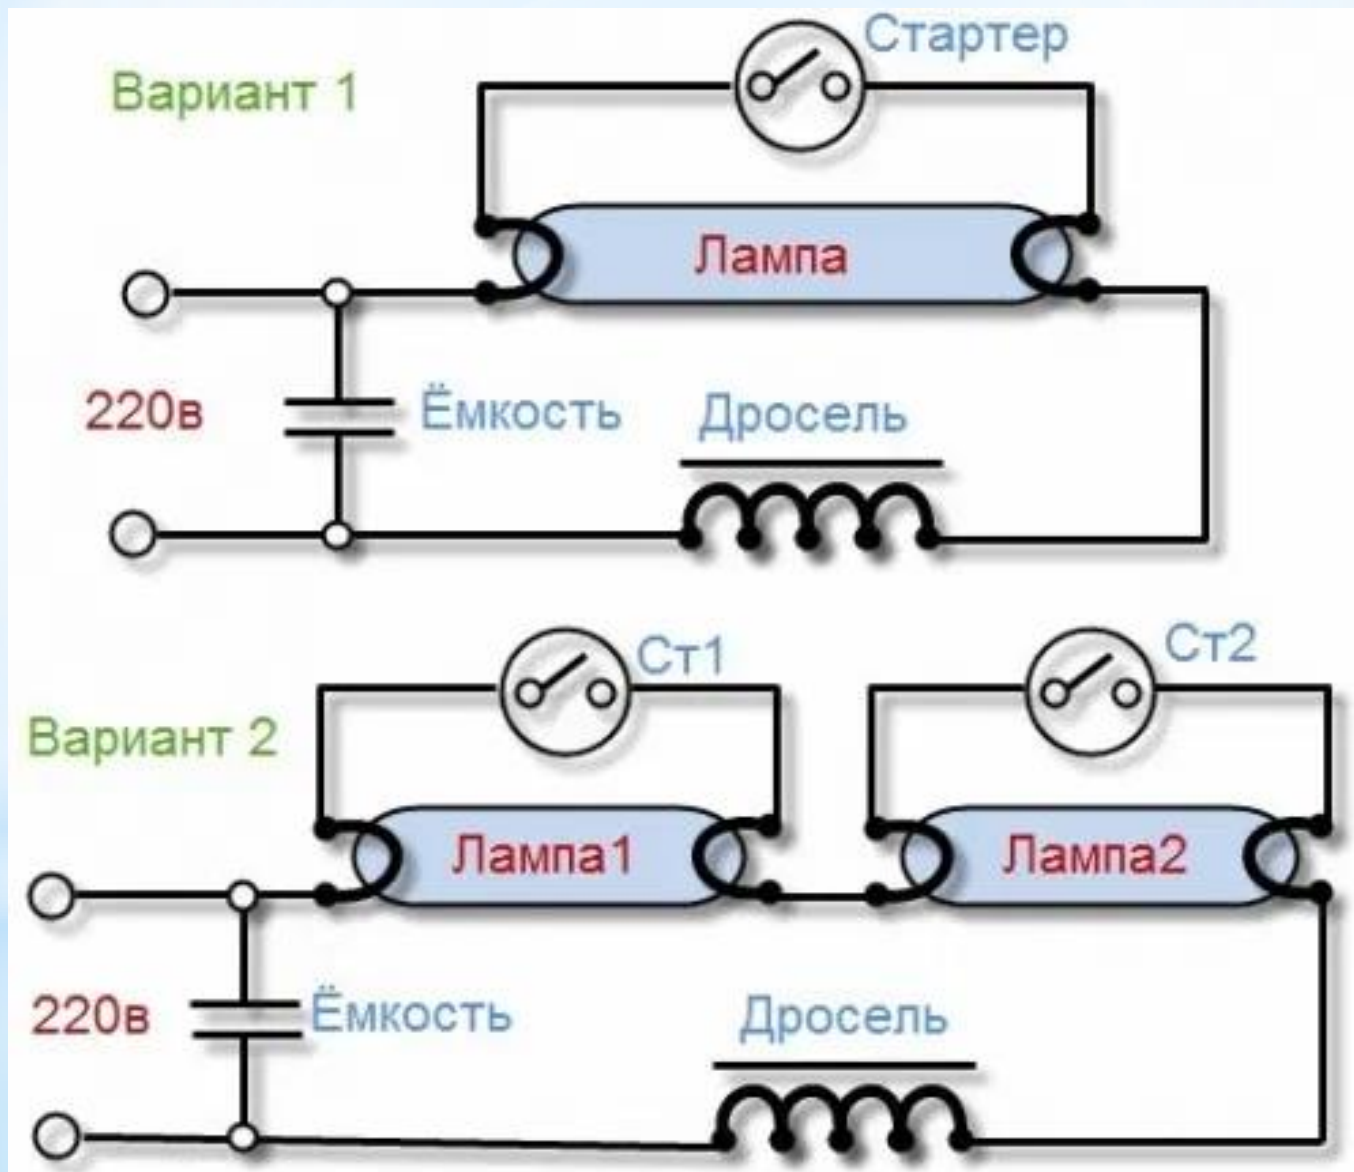 Стартер
Вариант 1
Лампа
220в
Ёмкость
Дросель
Ст1
Ст2
Вариант 2
Лампа1
Лампа2
220в
Ёмкость
Дросель